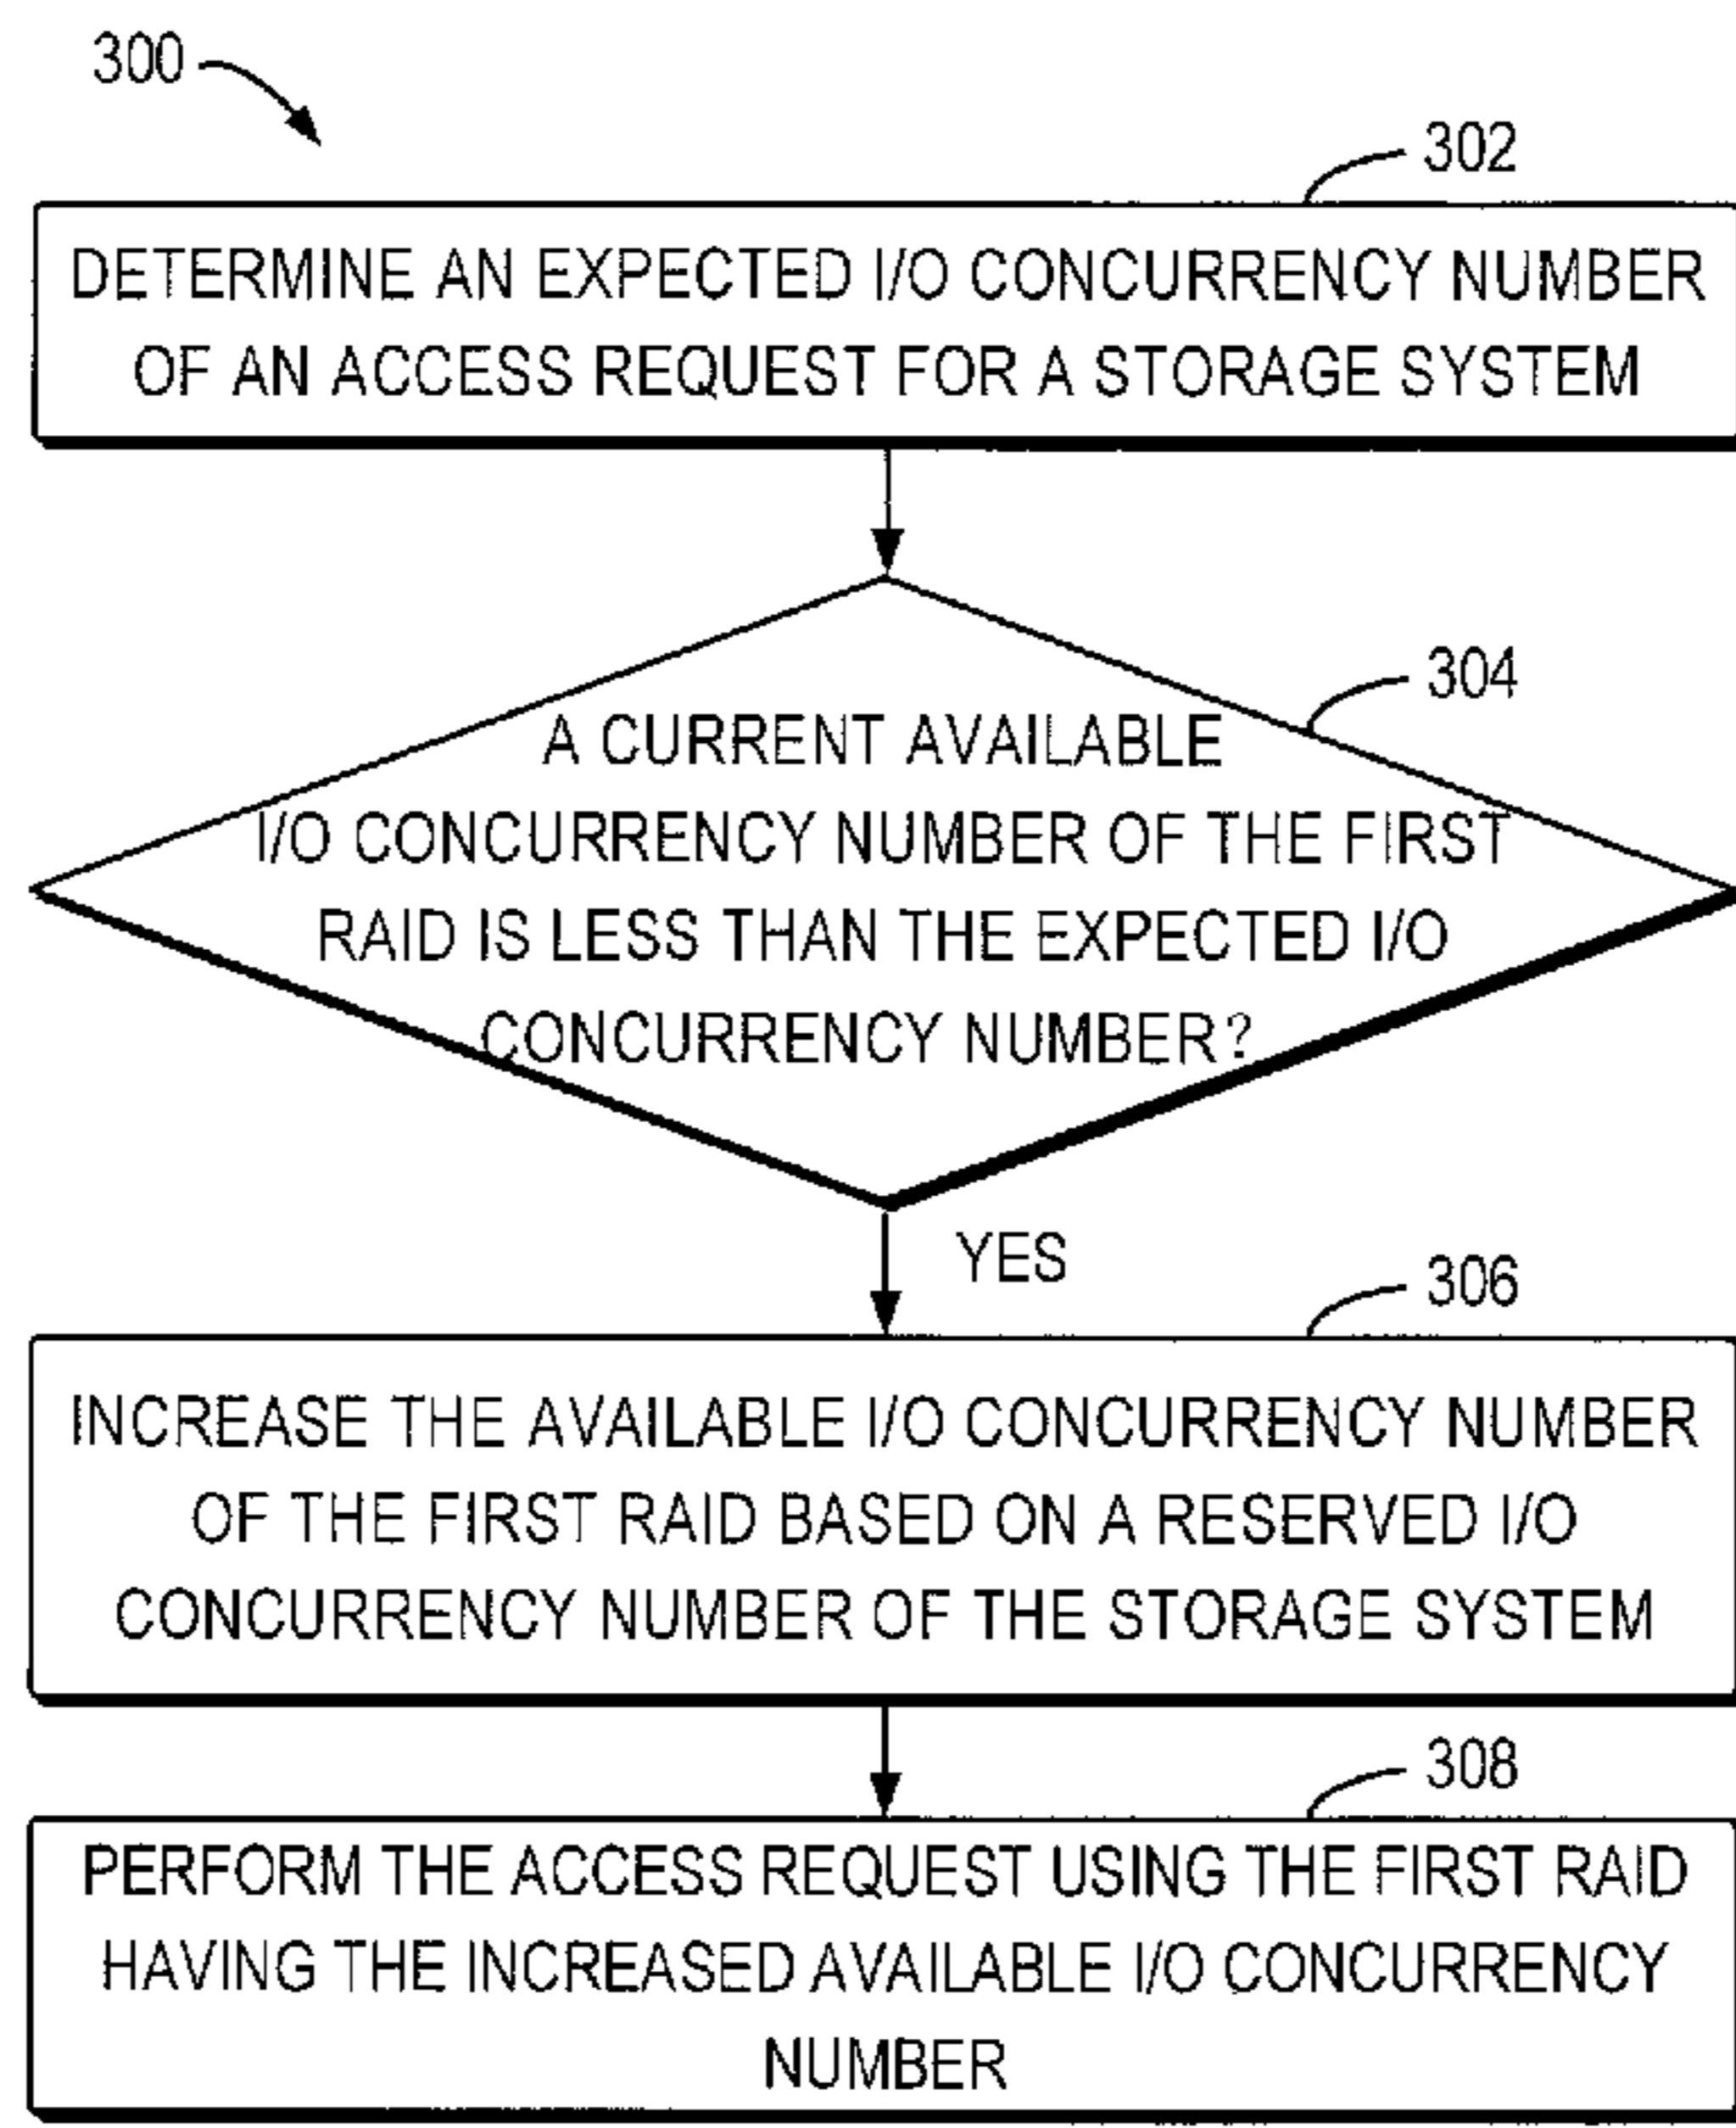 300
302
DETERMINE AN EXPECTED I/O CONCURRENCY NUMBER
OF AN ACCESS REQUEST FOR A STORAGE SYSTEM
304
A CURRENT AVAILABLE
I/O CONCURRENCY NUMBER OF THE FIRST
RAID IS LESS THAN THE EXPECTED I/O
CONCURRENCY NUMBER?
YES
306
INCREASE THE AVAILABLE I/O CONCURRENCY NUMBER
OF THE FIRST RAID BASED ON A RESERVED I/O
CONCURRENCY NUMBER OF THE STORAGE SYSTEM
308
PERFORM THE ACCESS REQUEST USING THE FIRST RAID
HAVING THE INCREASED AVAILABLE I/O CONCURRENCY
NUMBER